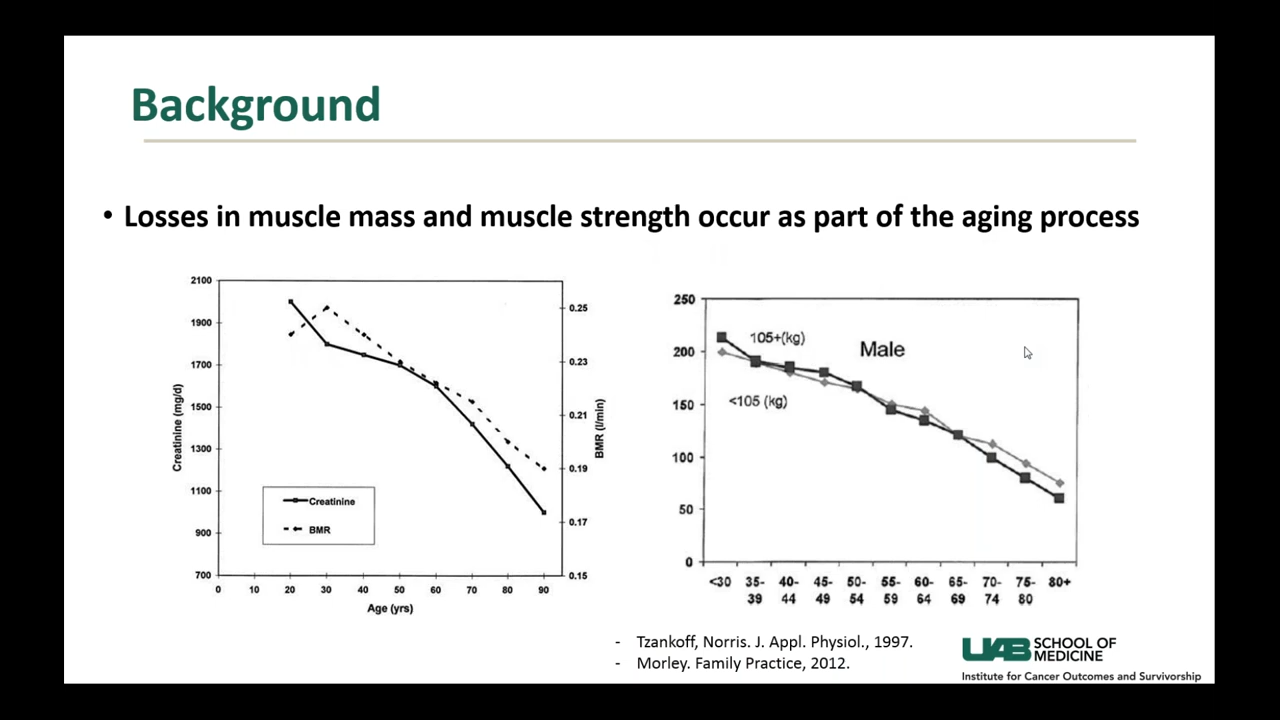 Background
• Losses in muscle mass and muscle strength occur as part of the aging process
2100
1900
1700
1500
1300
1100
900
700
Creatinine (mg/d)
0.25
0.23
0.21
0.19
0.17
0.15
BMR (l/min)
Creatinine
BMR
0 10 20 30 40 50 60 70 80 90
Age (yrs)
250
200
150
100
50
0
105+(kg)
Male
<105 (kg)
<30 35- 40- 45- 50- 55- 60- 65- 70- 75- 80+
39 44 49 54 59 64 69 74 80
- Tzankoff, Norris. J. Appl. Physiol., 1997.
- Morley. Family Practice, 2012.
UAB SCHOOL OF
MEDICINE
Institute for Cancer Outcomes and Survivorship